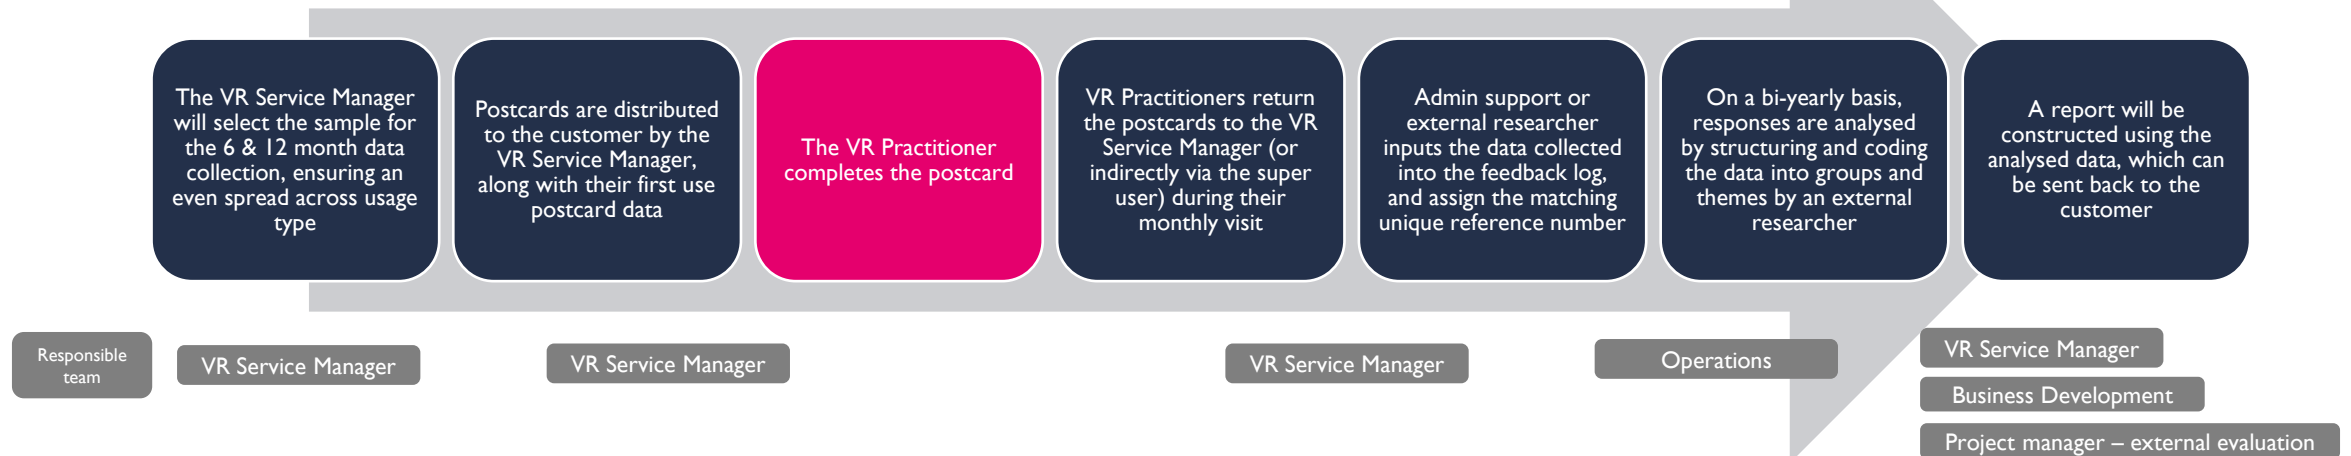 The VR Service Manager
will select the sample for
the 6 & 12 month data
collection, ensuring an
even spread across usage
type
Postcards are distributed
to the customer by the
VR Service Manager,
along with their first use
postcard data
The VR Practitioner
completes the postcard
VR Practitioners return
the postcards to the VR
Service Manager (or
indirectly via the super
user) during their
monthly visit
Admin support or
external researcher
inputs the data collected
into the feedback log,
and assign the matching
unique reference number
On a bi-yearly basis,
responses are analysed
by structuring and coding
the data into groups and
themes by an external
researcher
A report will be
constructed using the
analysed data, which can
be sent back to the
customer
Responsible
team
VR Service Manager
VR Service Manager
VR Service Manager
Operations
VR Service Manager
Business Development
Project manager – external evaluation